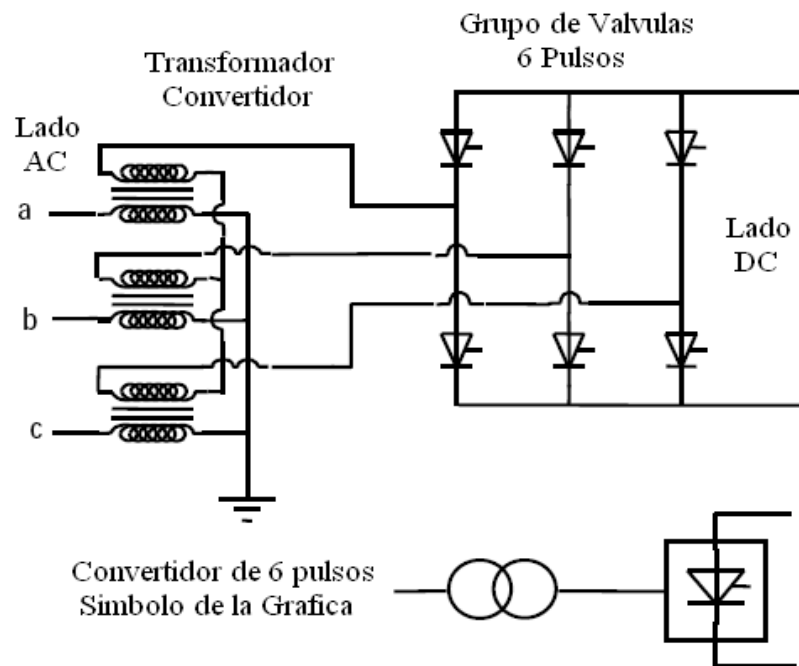 Grupo de Valvulas
6 Pulsos
Transformador
Convertidor
Lado
AC
a
b
c
Lado
DC
Convertidor de 6 pulsos
Simbolo de la Grafica